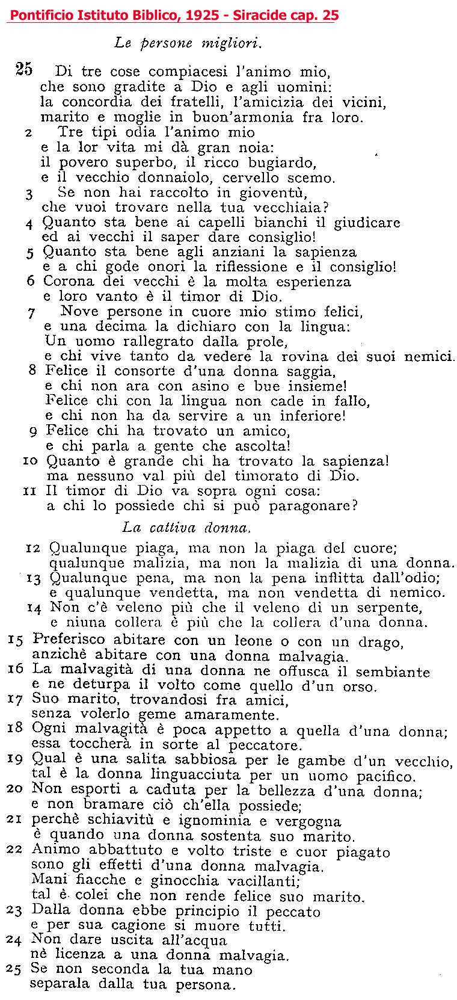 Pontificio Istituto Biblico, 1925 - Siracide cap. 25
Le persone migliori.
25 Di tre cose compiacesi l'animo mio,
che sono gradite a Dio e agli uomini:
la concordia dei fratelli, l'amicizia dei vicini,
marito e moglie in buon'armonia fra loro.
2 Tre tipi odia l'animo mio
e la lor vita mi dà gran noia:
il povero superbo, il ricco bugiardo,
e il vecchio donnaiolo, cervello scemo.
3 Se non hai raccolto in gioventù,
che vuoi trovare nella tua vecchiaia?
4 Quanto sta bene ai capelli bianchi il giudicare
ed ai vecchi il saper dare consiglio!
5 Quanto sta bene agli anziani la sapienza
e a chi gode onori la riflessione e il consiglio!
6 Corona dei vecchi è la molta esperienza
e loro vanto è il timor di Dio.
7 Nove persone in cuore mio stimo felici,
e una decima la dichiaro con la lingua:
Un uomo rallegrato dalla prole,
e chi vive tanto da vedere la rovina dei suoi nemici.
8 Felice il consorte d'una donna saggia,
e chi non ara con asino e bue insieme!
Felice chi con la lingua non cade in fallo,
e chi non ha da servire a un inferiore!
9 Felice chi ha trovato un amico,
e chi parla a gente che ascolta!
10 Quanto è grande chi ha trovato la sapienza!
ma nessuno val più del timorato di Dio.
11 Il timor di Dio va sopra ogni cosa:
a chi lo possiede chi si può paragonare?
La cattiva donna.
12 Qualunque piaga, ma non la piaga del cuore;
qualunque malizia, ma non la malizia di una donna.
13 Qualunque pena, ma non la pena inflitta dall'odio;
e qualunque vendetta, ma non vendetta di nemico.
14 Non c'è veleno più che il veleno di un serpente,
e niuna collera è più che la collera d'una donna.
15 Preferisco abitare con un leone o con un drago,
anzichè abitare con una donna malvagia.
16 La malvagità di una donna ne offusca il sembiante
e ne deturpa il volto come quello d'un orso.
17 Suo marito, trovandosi fra amici,
senza volerlo geme amaramente.
18 Ogni malvagità è poca appetto a quella d'una donna;
essa toccherà in sorte al peccatore.
19 Qual è una salita sabbiosa per le gambe d'un vecchio,
tal è la donna linguacciuta per un uomo pacifico.
20 Non esporti a caduta per la bellezza d'una donna;
e non bramare ciò ch'ella possiede;
21 perchè schiavitù e ignominia e vergogna
è quando una donna sostenta suo marito.
22 Animo abbattuto e volto triste e cuor piagato
sono gli effetti d'una donna malvagia.
Mani fiacche e ginocchia vacillanti;
tal è colei che non rende felice suo marito.
23 Dalla donna ebbe principio il peccato
e per sua cagione si muore tutti.
24 Non dare uscita all'acqua
nè licenza a una donna malvagia.
25 Se non seconda la tua mano
separala dalla tua persona.